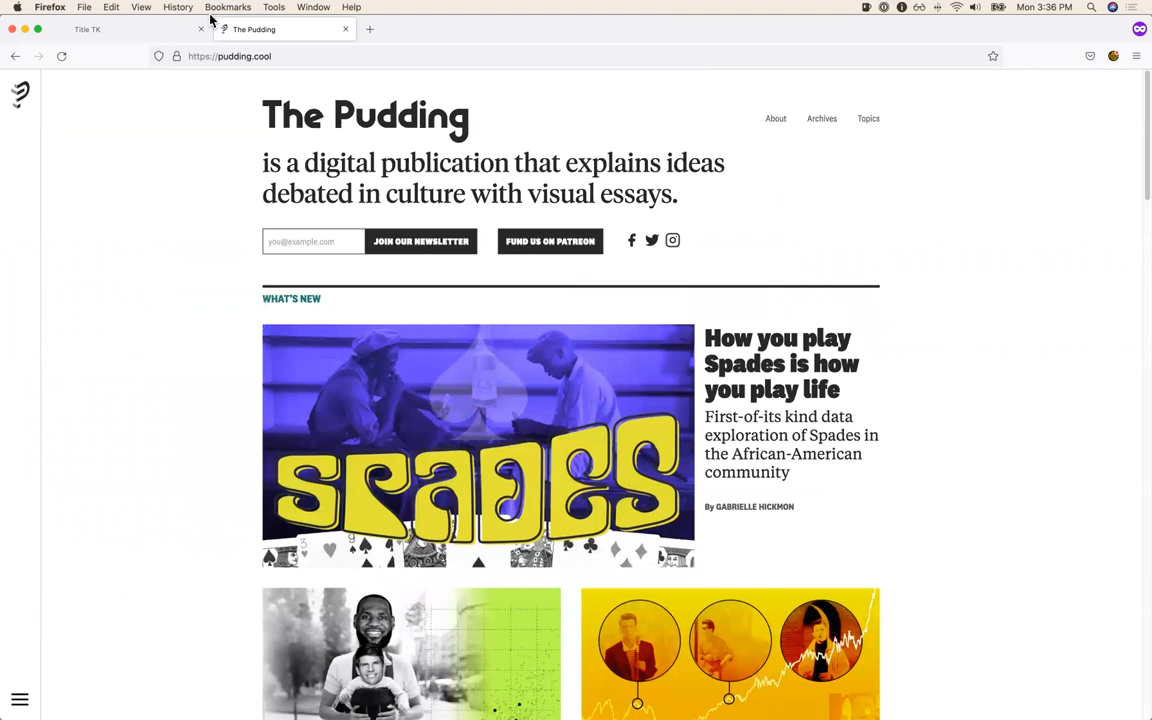 Firefox File Edit View History Bookmarks Tools Window Help
Mon 3:36 PM
Title TK
The Pudding
https://pudding.cool
The Pudding
About Archives Topics
is a digital publication that explains ideas
debated in culture with visual essays.
you@example.com
JOIN OUR NEWSLETTER
FUND US ON PATREON
WHAT'S NEW
SPADES
How you play
Spades is how
you play life
First-of-its kind data
exploration of Spades in
the African-American
community
By GABRIELLE HICKMON